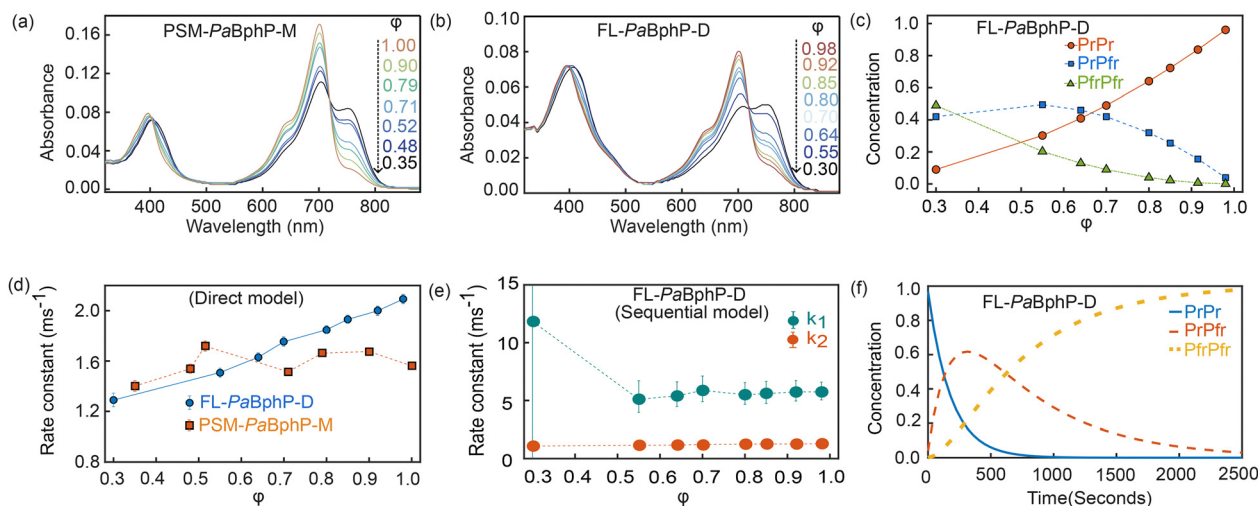 (a)
PSM-PaBphP-M
φ
1.00
0.90
0.79
0.71
0.52
0.48
0.35
0.16
0.12
0.08
0.04
0.00
Absorbance
400 500 600 700 800
Wavelength (nm)
(b)
FL-PaBphP-D
φ
0.98
0.92
0.85
0.80
0.70
0.64
0.55
0.30
0.10
0.08
0.06
0.04
0.02
0.00
Absorbance
400 500 600 700 800
Wavelength (nm)
(c)
FL-PaBphP-D
PrPr
PrPfr
PfrPfr
1.0
0.8
0.6
0.4
0.2
0.0
Concentration
0.3 0.4 0.5 0.6 0.7 0.8 0.9 1.0
φ
(d)
(Direct model)
FL-PaBphP-D
PSM-PaBphP-M
2.0
1.6
1.2
0.8
Rate constant (ms-1)
0.3 0.4 0.5 0.6 0.7 0.8 0.9 1.0
φ
(e)
FL-PaBphP-D
(Sequential model)
k1
k2
15
10
5
0
Rate constant (ms-1)
0.3 0.4 0.5 0.6 0.7 0.8 0.9 1.0
φ
(f)
FL-PaBphP-D
PrPr
PrPfr
PfrPfr
1.0
0.8
0.6
0.4
0.2
0.0
Concentration
0 500 1000 1500 2000 2500
Time(Seconds)